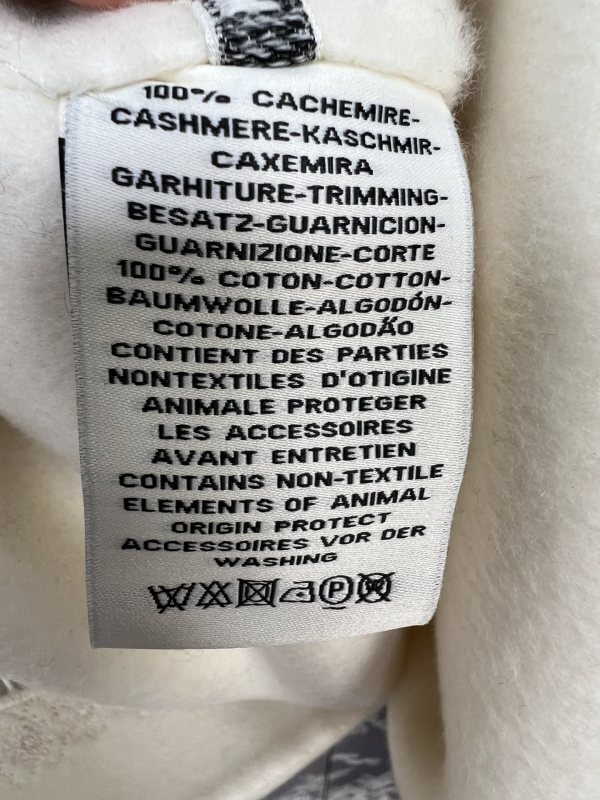 100% CACHEMIRE-
CASHMERE-KASCHMIR-
CAXEMIRA
GARHITURE-TRIMMING-
BESATZ-GUARNICION-
GUARNIZIONE-CORTE
100% COTON-COTTON-
BAUMWOLLE-ALGODÓN-
COTONE-ALGODÃO
CONTIENT DES PARTIES
NONTEXTILES D'OTIGINE
ANIMALE PROTEGER
LES ACCESSOIRES
AVANT ENTRETIEN
CONTAINS NON-TEXTILE
ELEMENTS OF ANIMAL
ORIGIN PROTECT
ACCESSOIRES VOR DER
WASHING
P